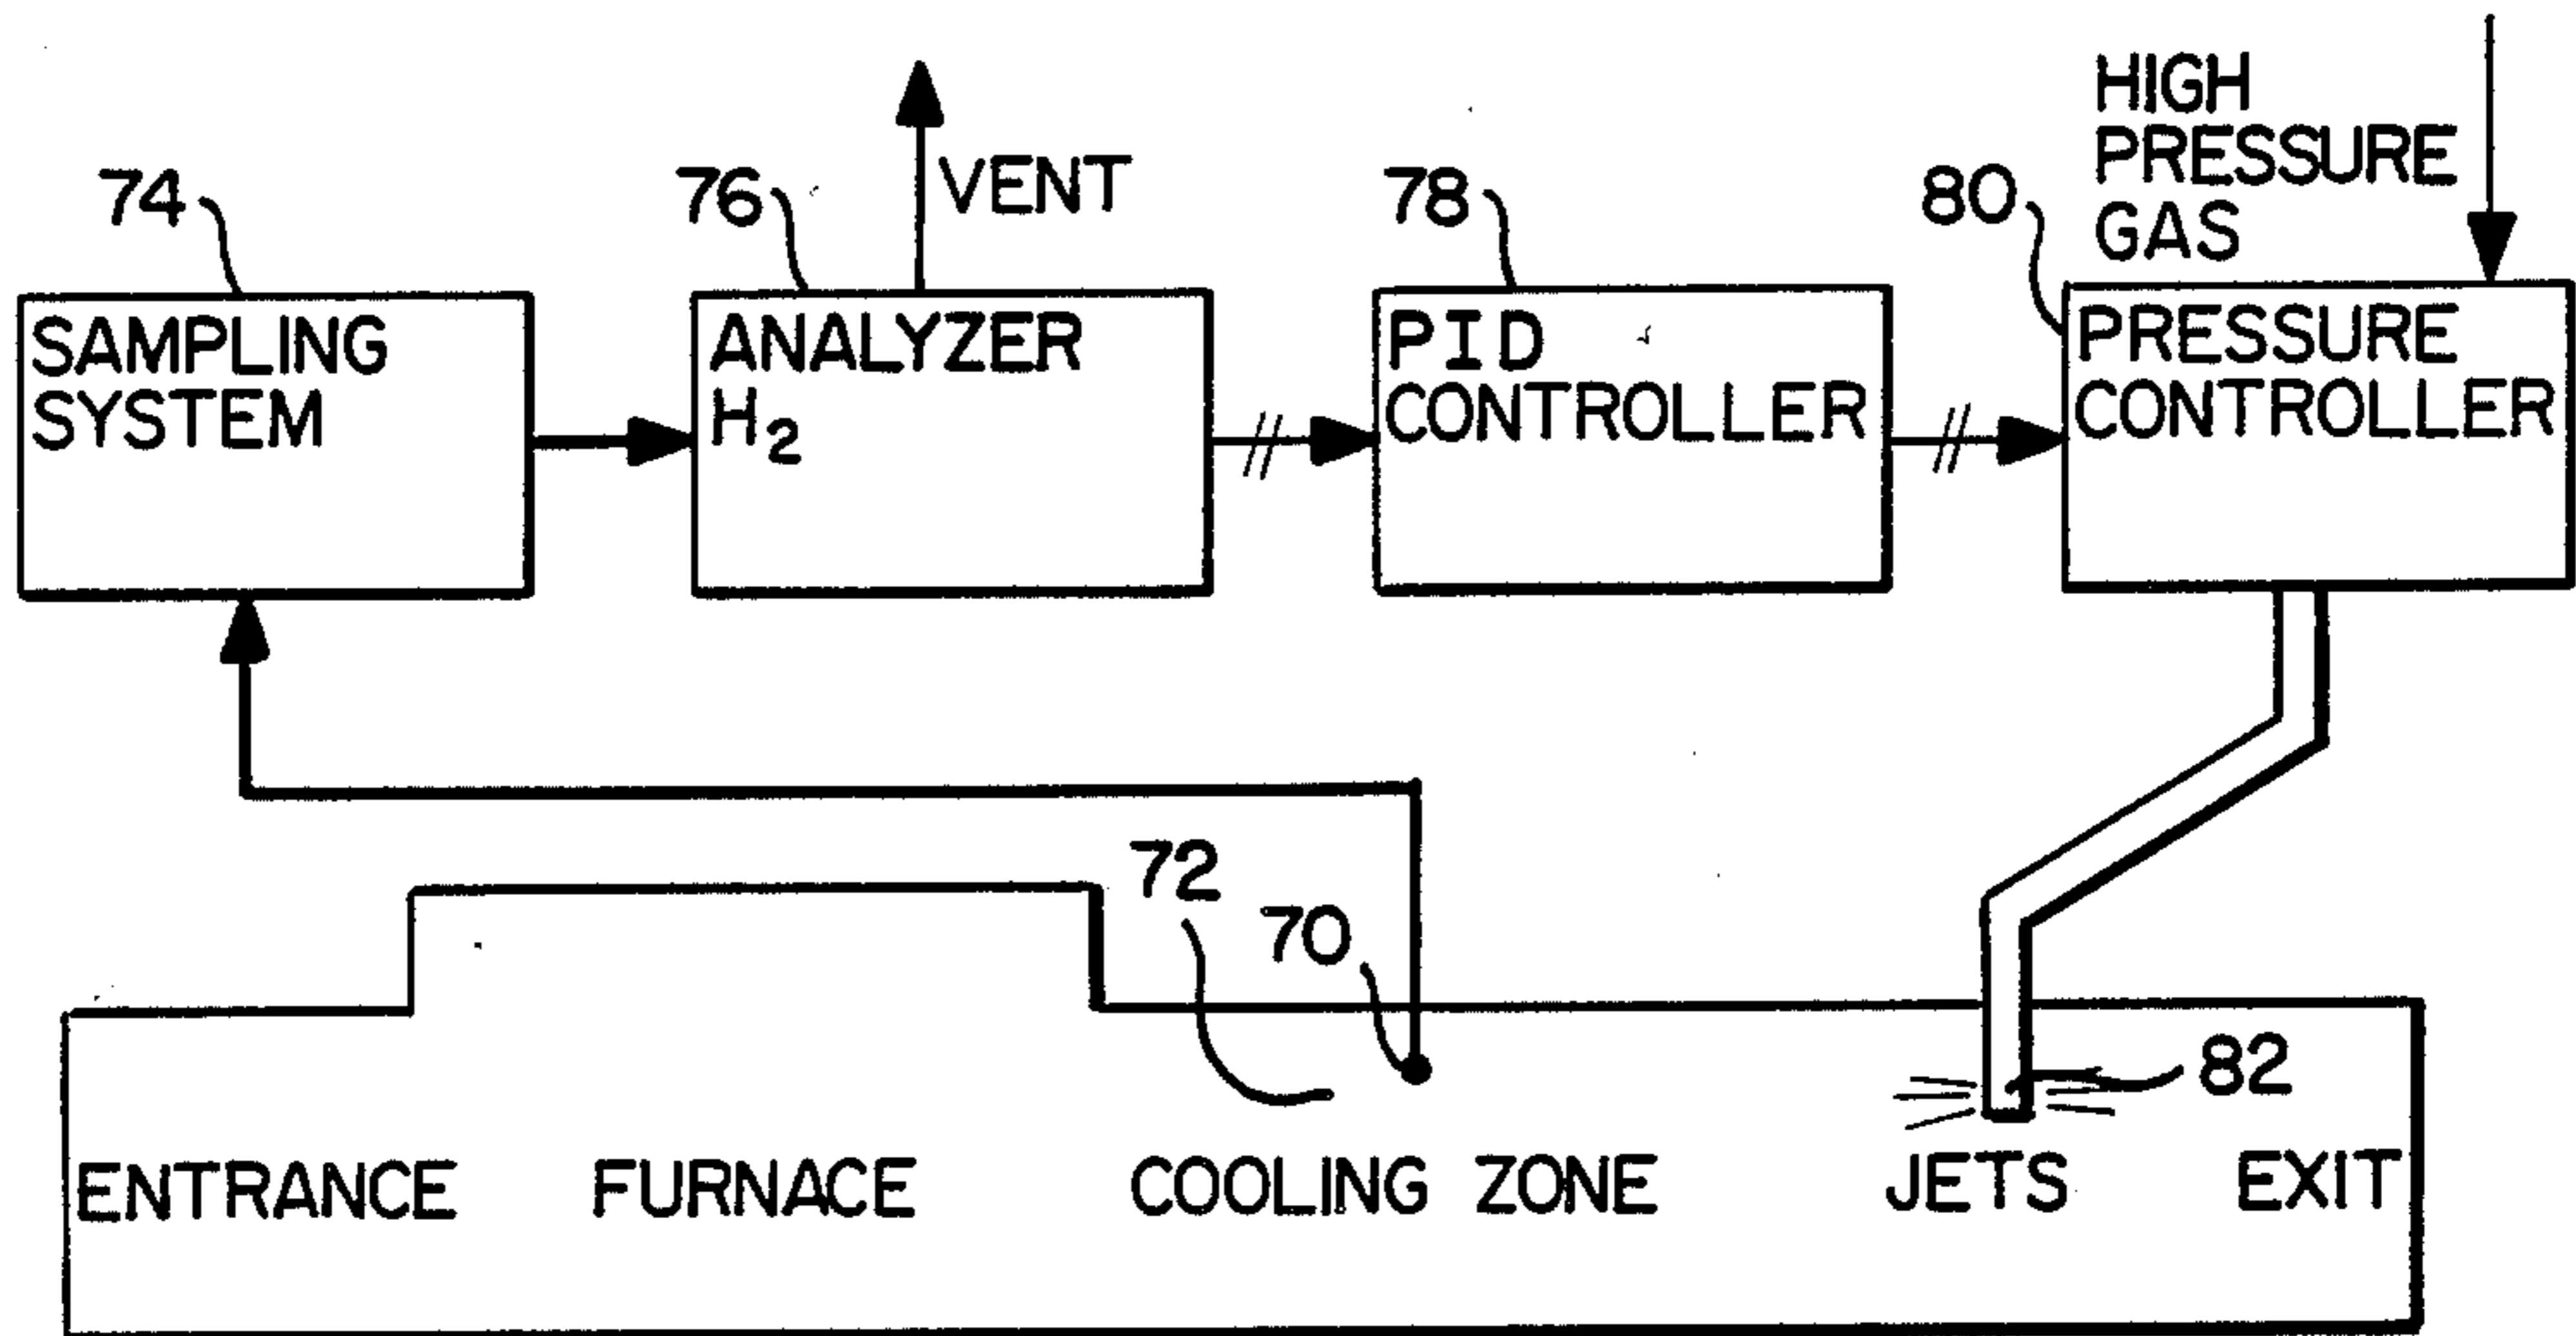 HIGH
PRESSURE
GAS
VENT
74
76
78
80
SAMPLING
SYSTEM
ANALYZER
H₂
PID
CONTROLLER
PRESSURE
CONTROLLER
72
70
82
ENTRANCE FURNACE COOLING ZONE JETS EXIT